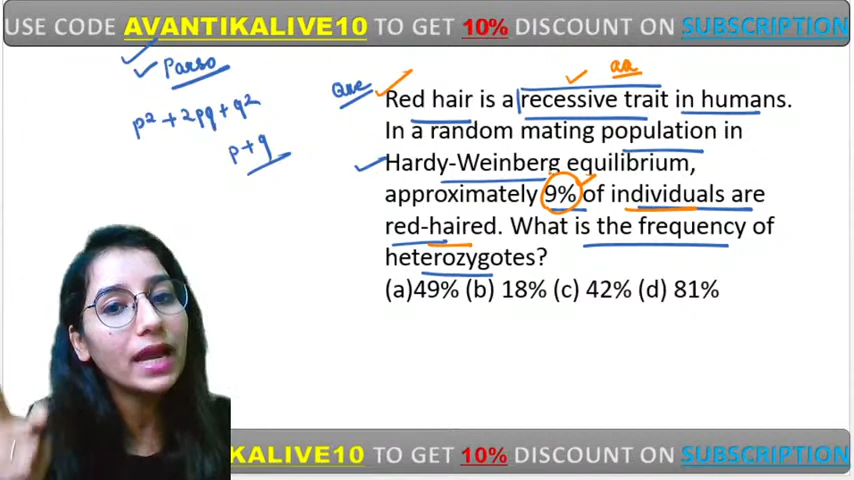 USE CODE AVANTIKALIVE10 TO GET 10% DISCOUNT ON SUBSCRIPTION
Parso
p² + 2pq + q²
p + q
Que
aa
Red hair is a recessive trait in humans.
In a random mating population in
Hardy-Weinberg equilibrium,
approximately 9% of individuals are
red-haired. What is the frequency of
heterozygotes?
(a)49% (b) 18% (c) 42% (d) 81%
KALIVE10 TO GET 10% DISCOUNT ON SUBSCRIPTION